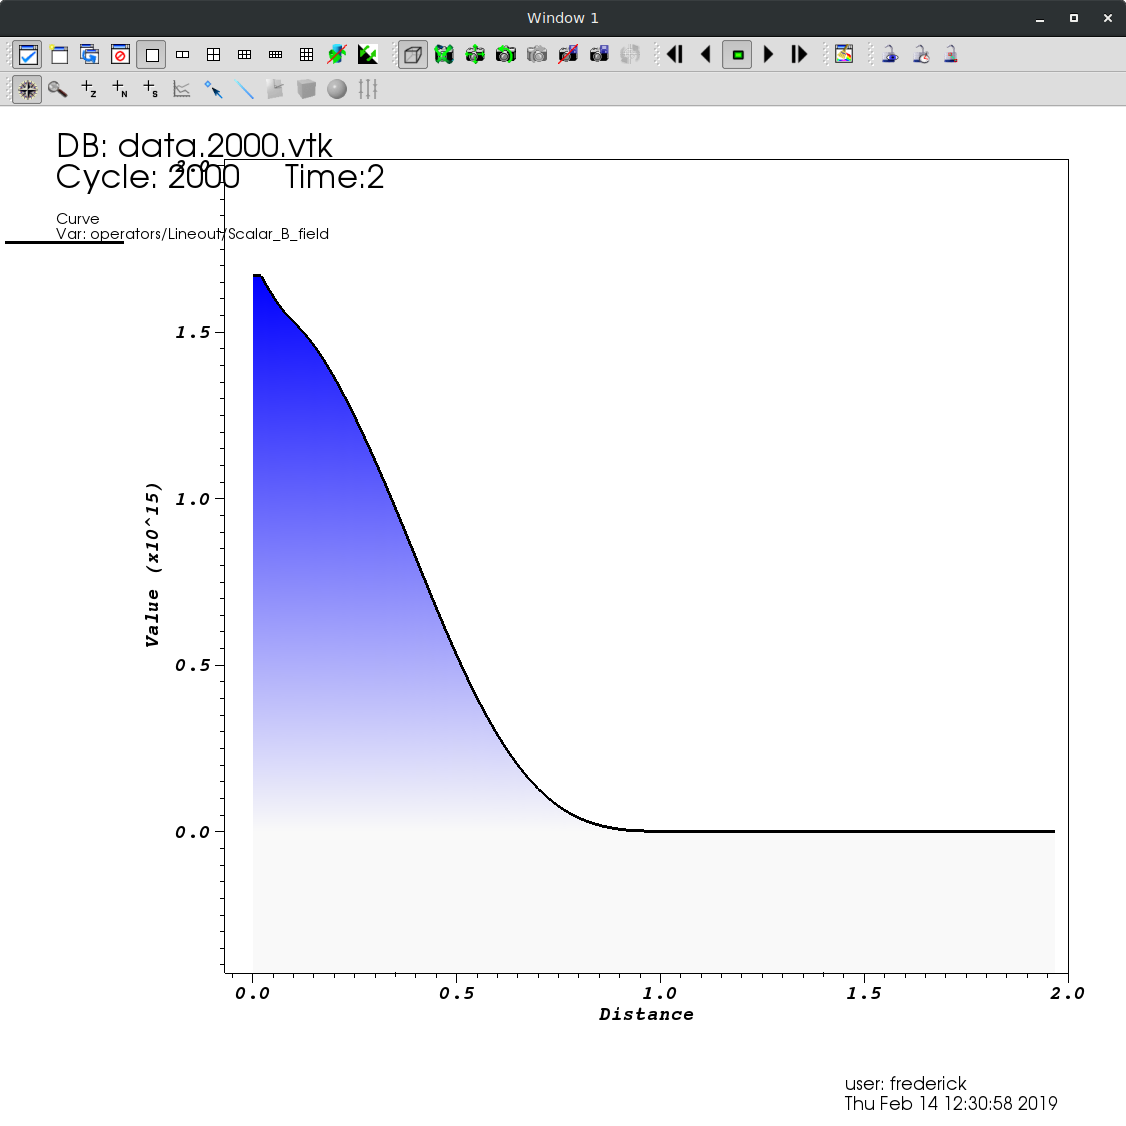 Window 1
DB: data.2000.vtk
Cycle: 2000 Time:2
Curve
Var: operators/Lineout/Scalar_B_field
2.0
1.5
1.0
0.5
0.0
Value (x10^15)
0.0 0.5 1.0 1.5 2.0
Distance
user: frederick
Thu Feb 14 12:30:58 2019